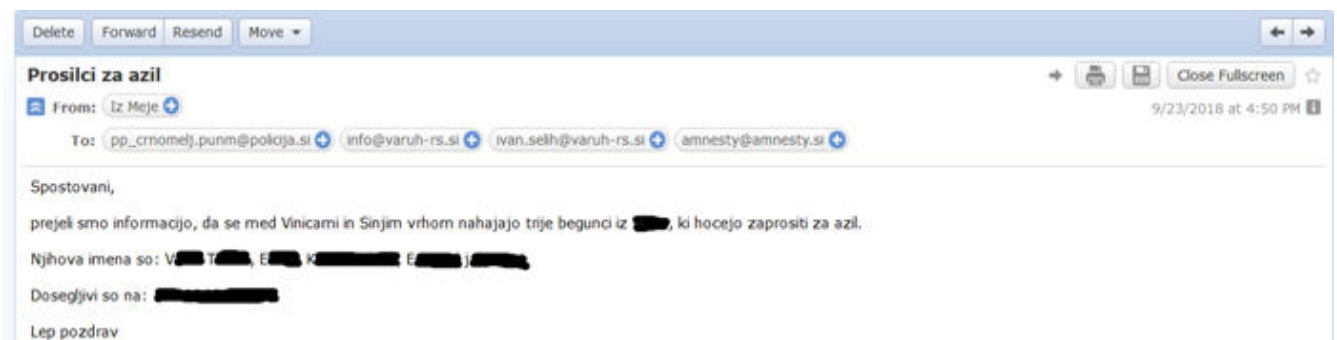 Delete Forward Resend Move
Prosilci za azil Close Fullscreen
From: Iz Meje 9/23/2018 at 4:50 PM
To: pp_crnomelj.punm@policija.si info@varuh-rs.si ivan.selih@varuh-rs.si amnesty@amnesty.si
Spostovani,
prejeli smo informacijo, da se med Vinicami in Sinjim vrhom nahajajo trije begunci iz , ki hocejo zaprositi za azil.
Njihova imena so: V T , E K E j
Dosegljivi so na:
Lep pozdrav